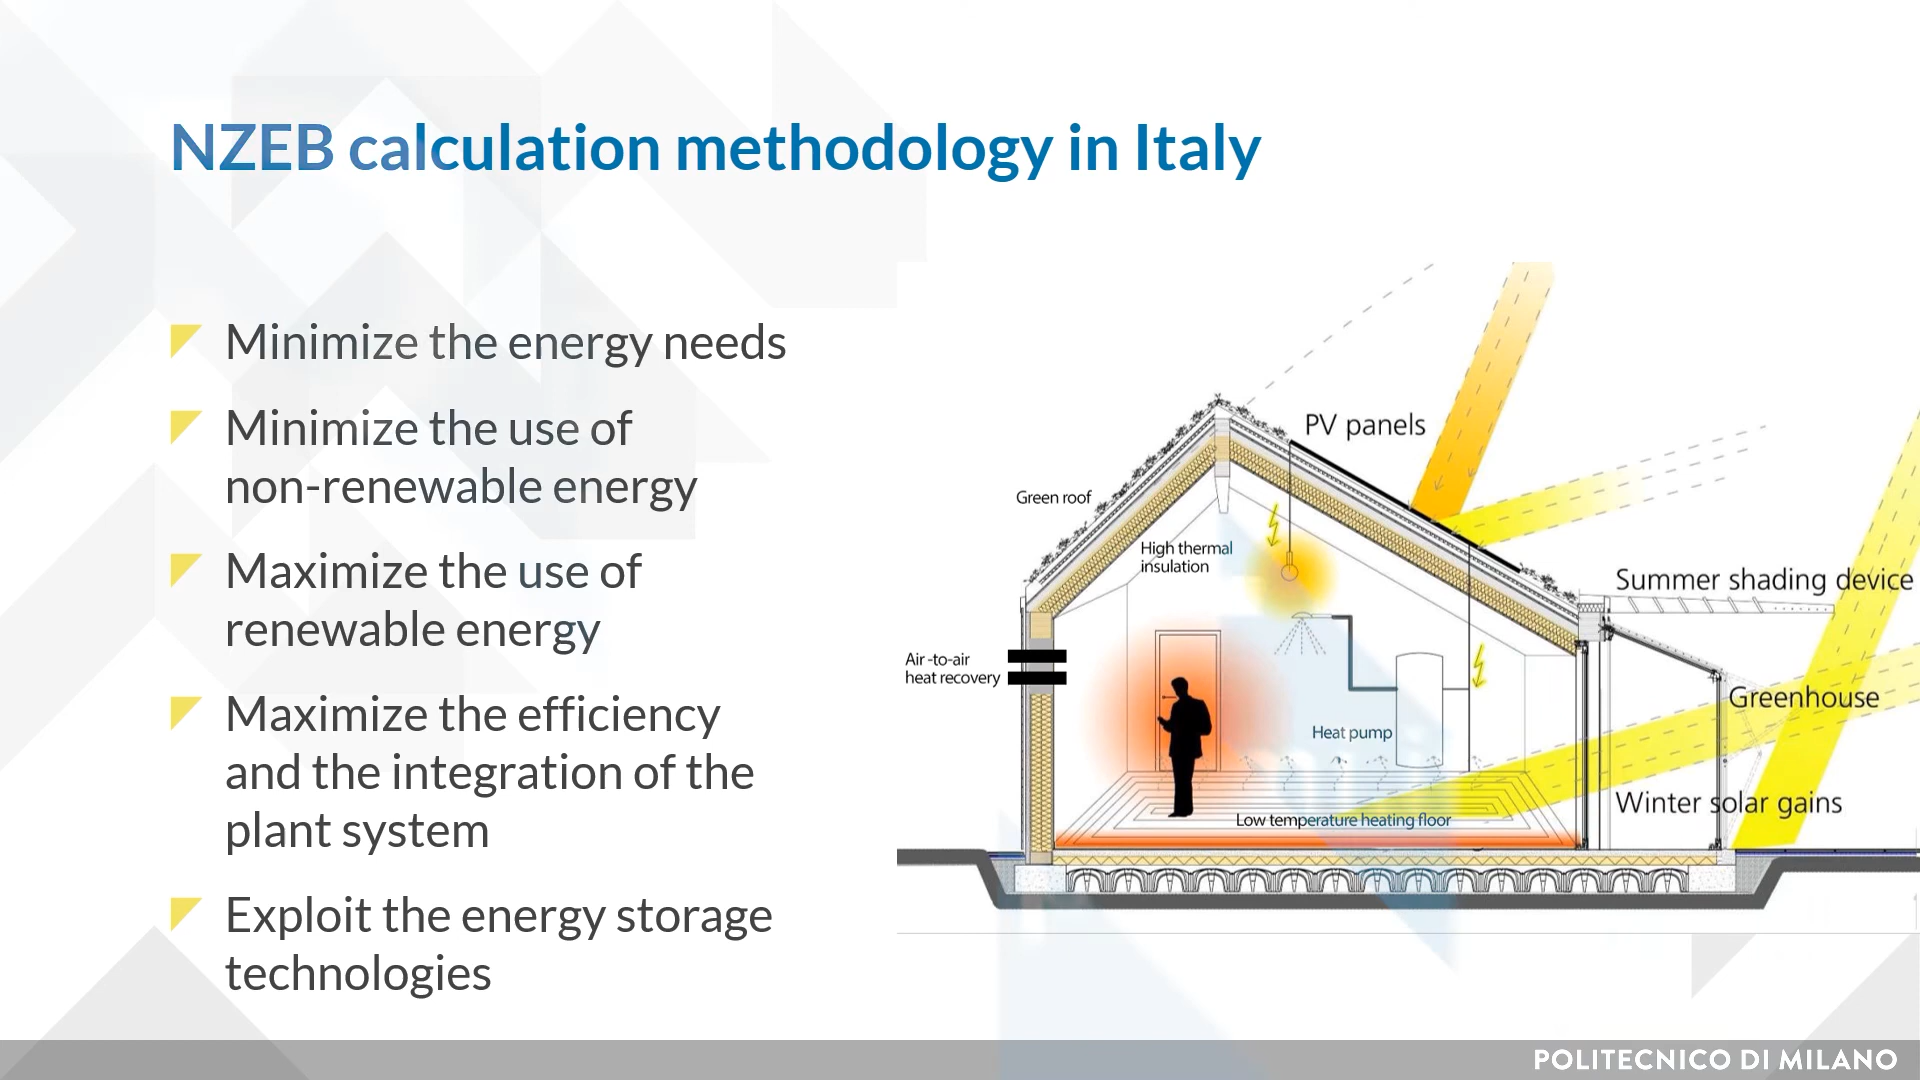 NZEB calculation methodology in Italy
Minimize the energy needs
Minimize the use of
non-renewable energy
Maximize the use of
renewable energy
Maximize the efficiency
and the integration of the
plant system
Exploit the energy storage
technologies
PV panels
Green roof
High thermal
insulation
Summer shading device
Air -to-air
heat recovery
Greenhouse
Heat pump
Winter solar gains
Low temperature heating floor
POLITECNICO DI MILANO